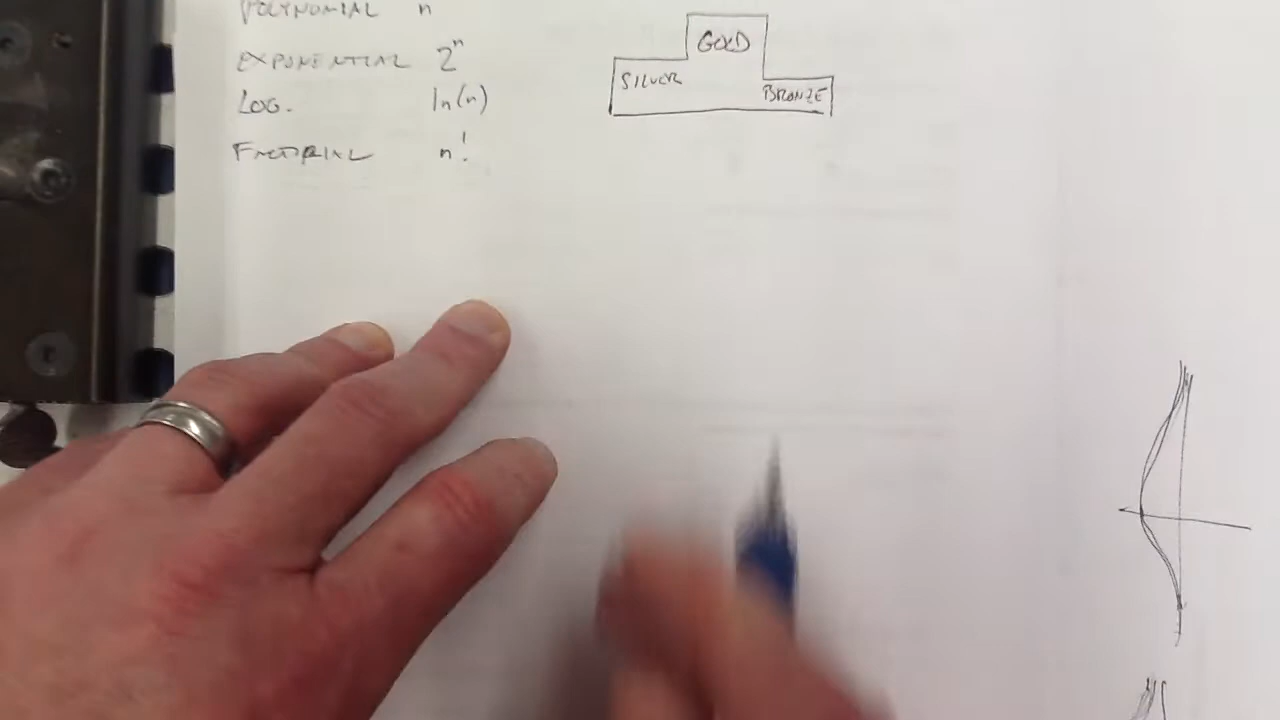 POLYNOMIAL n
EXPONENTIAL 2ⁿ
LOG. ln(n)
FACTORIAL n!
GOLD
SILVER
BRONZE